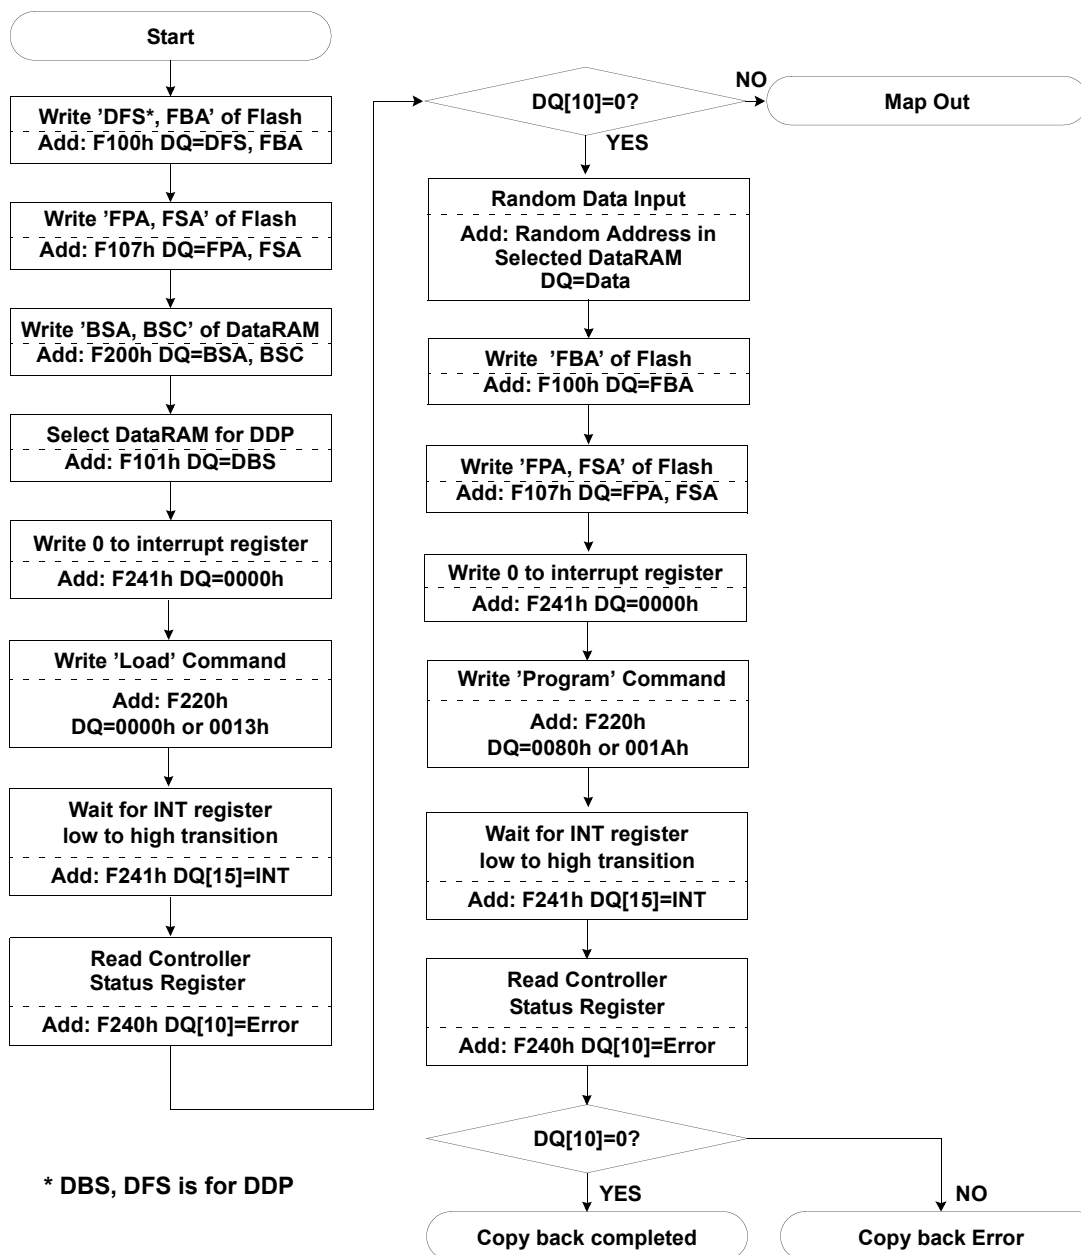 Start
Write ’DFS*, FBA’ of Flash
Add: F100h DQ=DFS, FBA
Write ’FPA, FSA’ of Flash
Add: F107h DQ=FPA, FSA
Write ’BSA, BSC’ of DataRAM
Add: F200h DQ=BSA, BSC
Select DataRAM for DDP
Add: F101h DQ=DBS
Write 0 to interrupt register
Add: F241h DQ=0000h
Write ’Load’ Command
Add: F220h
DQ=0000h or 0013h
Wait for INT register
low to high transition
Add: F241h DQ[15]=INT
Read Controller
Status Register
Add: F240h DQ[10]=Error
DQ[10]=0?
NO
Map Out
YES
Random Data Input
Add: Random Address in
Selected DataRAM
DQ=Data
Write ’FBA’ of Flash
Add: F100h DQ=FBA
Write ’FPA, FSA’ of Flash
Add: F107h DQ=FPA, FSA
Write 0 to interrupt register
Add: F241h DQ=0000h
Write ’Program’ Command
Add: F220h
DQ=0080h or 001Ah
Wait for INT register
low to high transition
Add: F241h DQ[15]=INT
Read Controller
Status Register
Add: F240h DQ[10]=Error
DQ[10]=0?
YES
NO
Copy back completed
Copy back Error
* DBS, DFS is for DDP